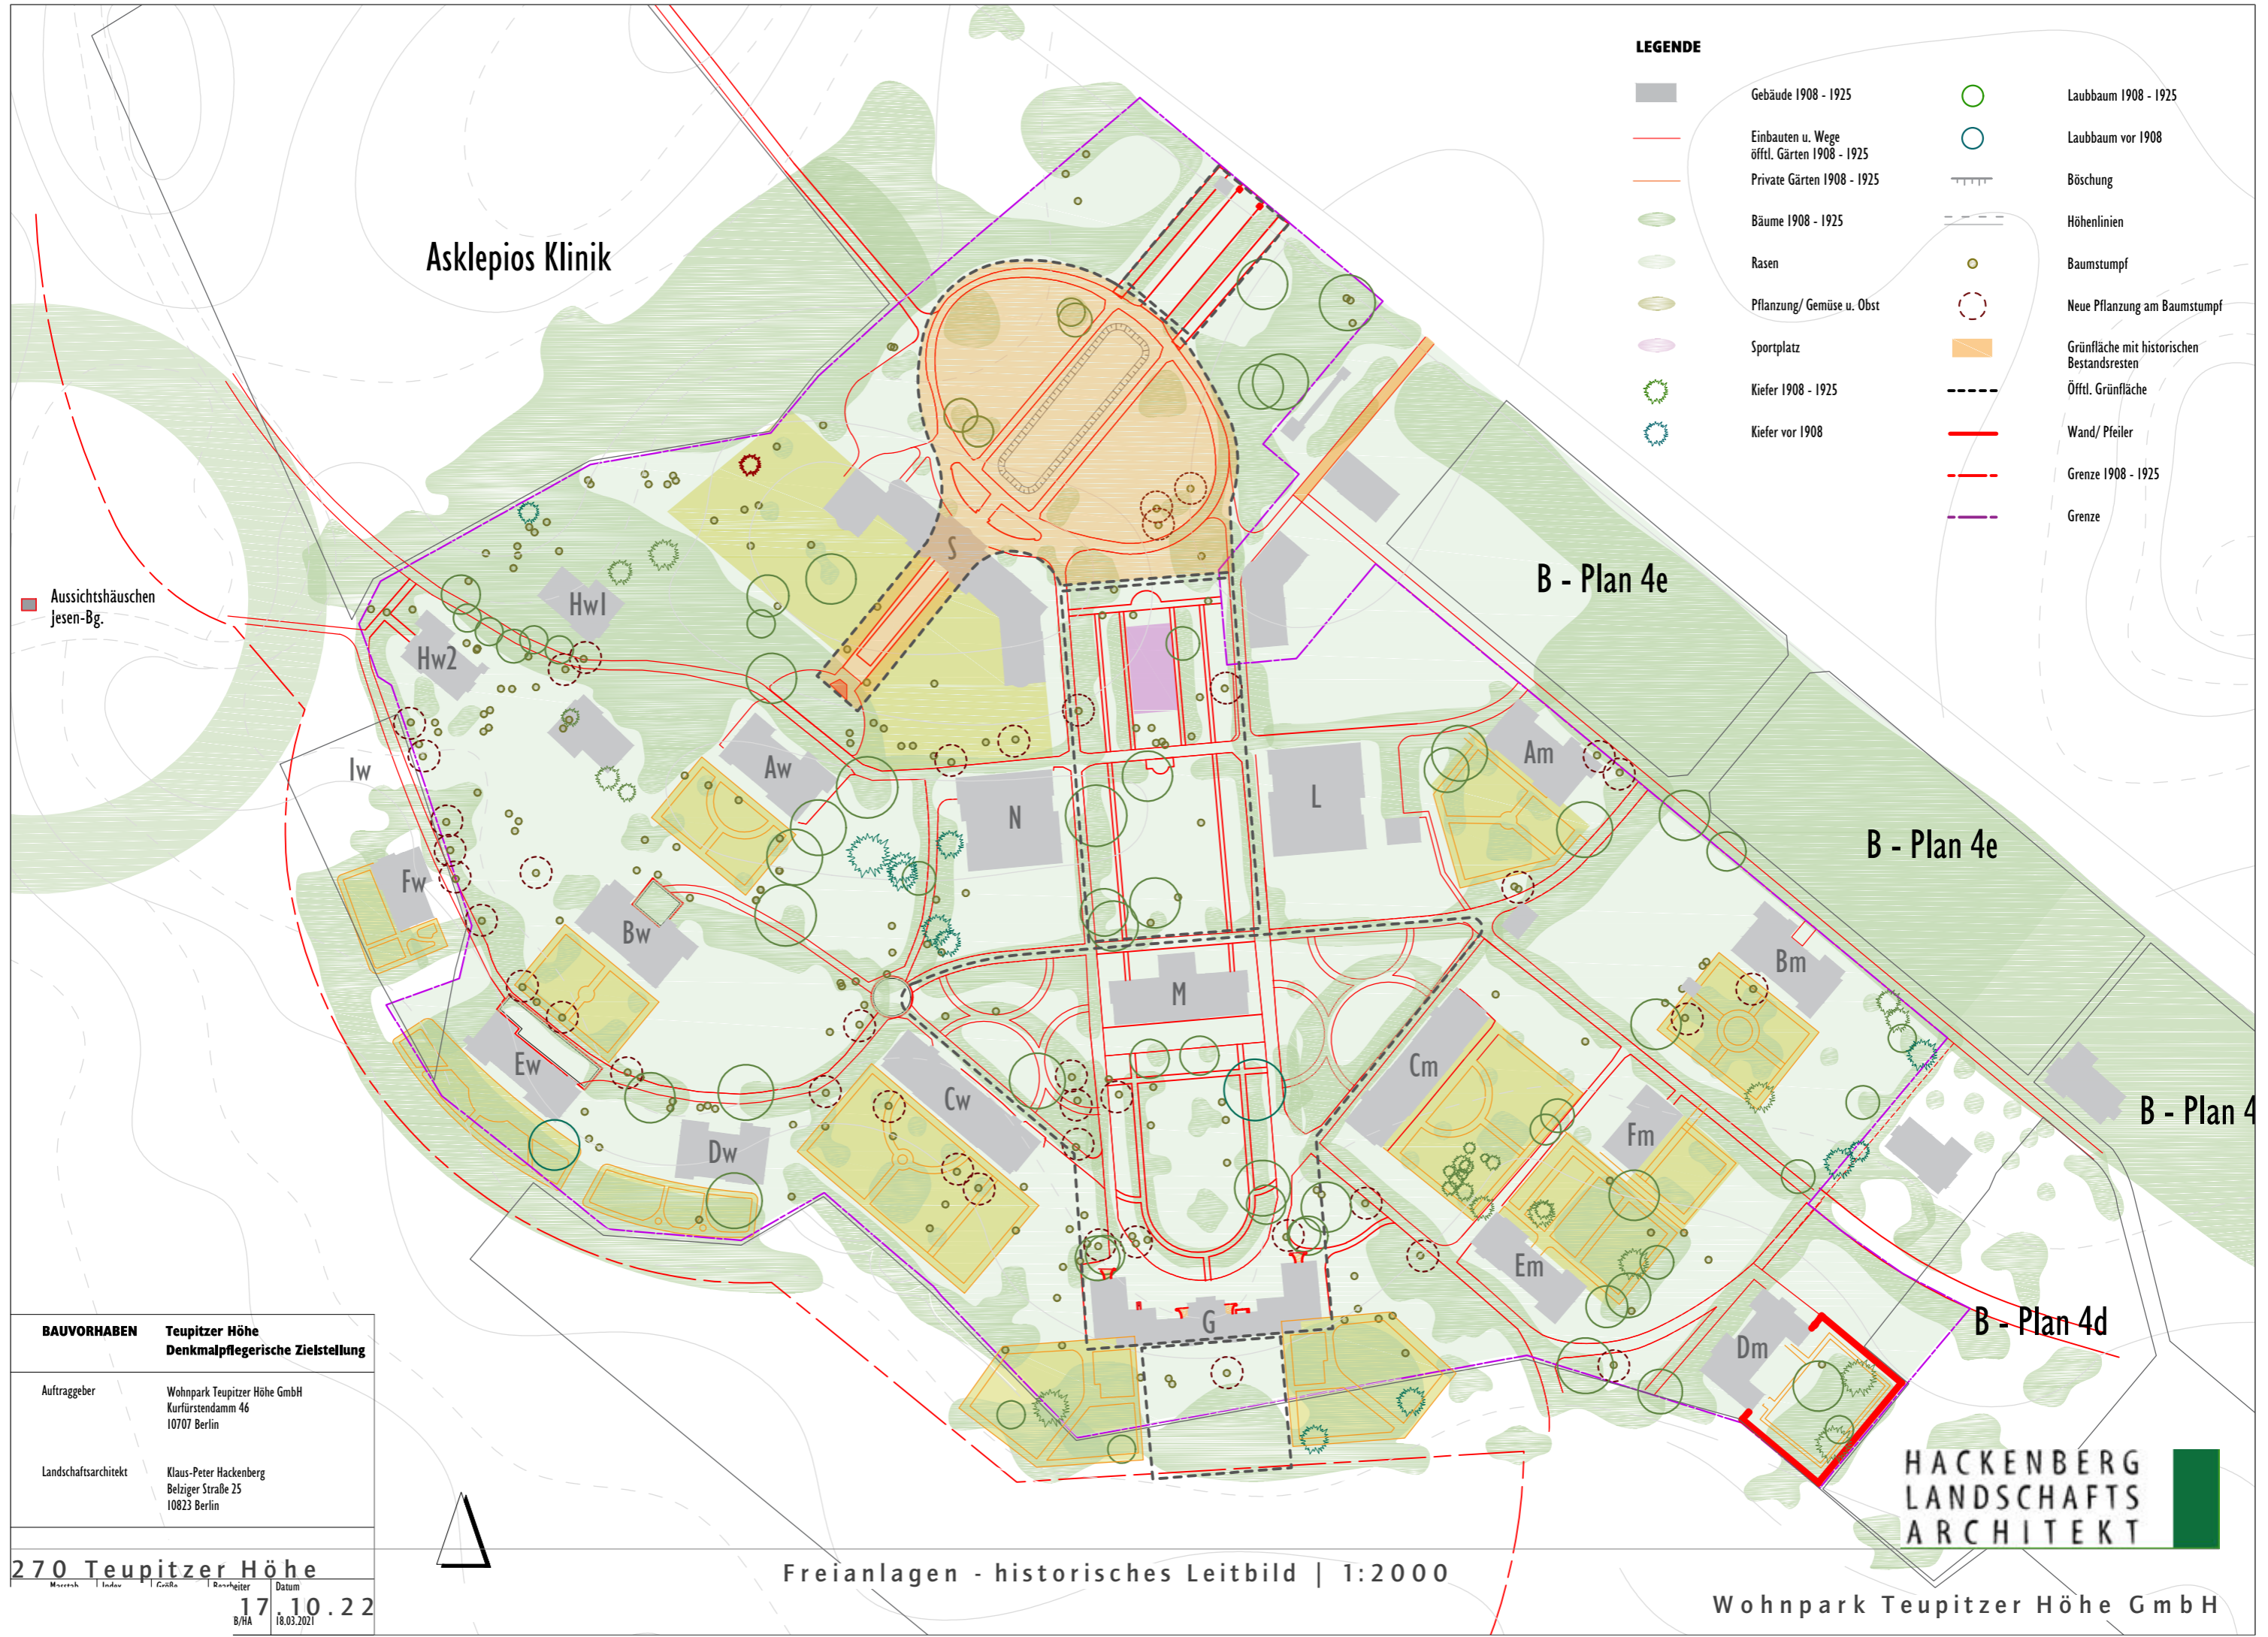 LEGENDE
Gebäude 1908 - 1925
Einbauten u. Wege
öfftl. Gärten 1908 - 1925
Private Gärten 1908 - 1925
Bäume 1908 - 1925
Rasen
Pflanzung/ Gemüse u. Obst
Sportplatz
Kiefer 1908 - 1925
Kiefer vor 1908
Laubbaum 1908 - 1925
Laubbaum vor 1908
Böschung
Höhenlinien
Baumstumpf
Neue Pflanzung am Baumstumpf
Grünfläche mit historischen
Bestandsresten
Öfftl. Grünfläche
Wand/ Pfeiler
Grenze 1908 - 1925
Grenze
Asklepios Klinik
Aussichtshäuschen
Jesen-Bg.
S
Hw1
Hw2
B - Plan 4e
Iw
Aw
N
L
Am
B - Plan 4e
Fw
Bw
M
Bm
Ew
Cw
Cm
Fm
B - Plan 4
Dw
Em
G
Dm
B - Plan 4d
BAUVORHABEN
Teupitzer Höhe
Denkmalpflegerische Zielstellung
Auftraggeber
Wohnpark Teupitzer Höhe GmbH
Kurfürstendamm 46
10707 Berlin
Landschaftsarchitekt
Klaus-Peter Hackenberg
Belziger Straße 25
10823 Berlin
270 Teupitzer Höhe
Masstab Index Größe Bearbeiter Datum
17.10.22
B/HA 18.03.2021
Freianlagen - historisches Leitbild | 1:2000
HACKENBERG
LANDSCHAFTS
ARCHITEKT
Wohnpark Teupitzer Höhe GmbH